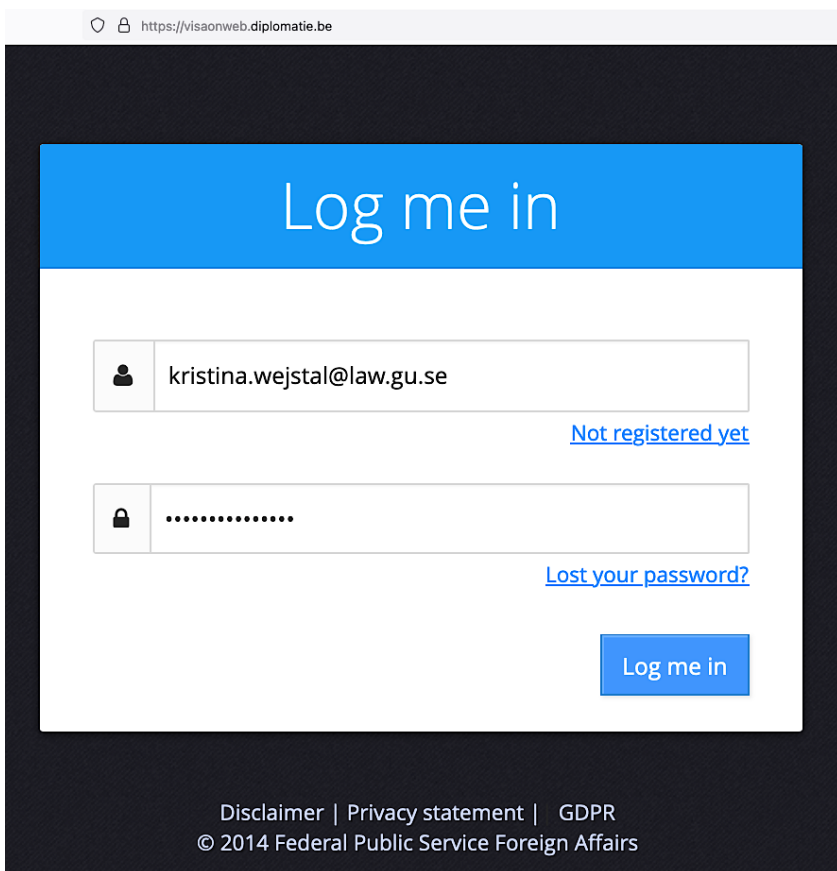 https://visaonweb.diplomatie.be
Log me in
kristina.wejstal@law.gu.se
Not registered yet
•••••••••••••••
Lost your password?
Log me in
Disclaimer | Privacy statement | GDPR
© 2014 Federal Public Service Foreign Affairs